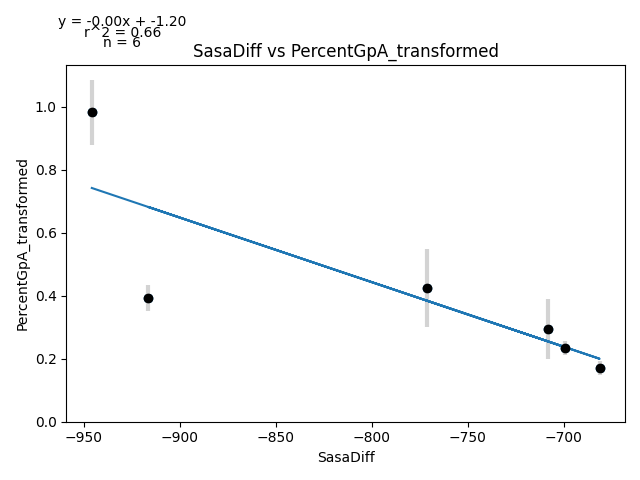 y = -0.00x + -1.20
r^2 = 0.66
n = 6
SasaDiff vs PercentGpA_transformed
PercentGpA_transformed
1.0
0.8
0.6
0.4
0.2
0.0
−950
−900
−850
−800
−750
−700
SasaDiff